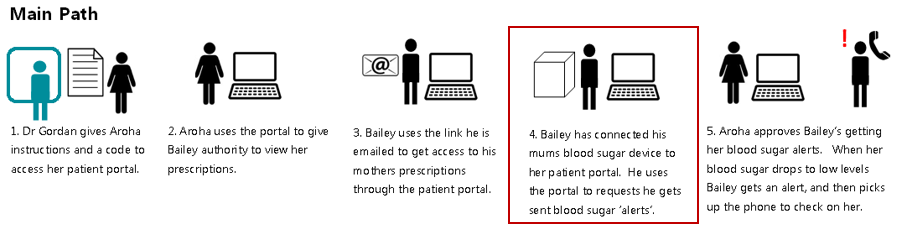 Main Path
@
!
1. Dr Gordan gives Aroha
instructions and a code to
access her patient portal.
2. Aroha uses the portal to give
Bailey authority to view her
prescriptions.
3. Bailey uses the link he is
emailed to get access to his
mothers prescriptions
through the patient portal.
4. Bailey has connected his
mums blood sugar device to
her patient portal. He uses
the portal to requests he gets
sent blood sugar 'alerts'.
5. Aroha approves Bailey's getting
her blood sugar alerts. When her
blood sugar drops to low levels
Bailey gets an alert, and then picks
up the phone to check on her.